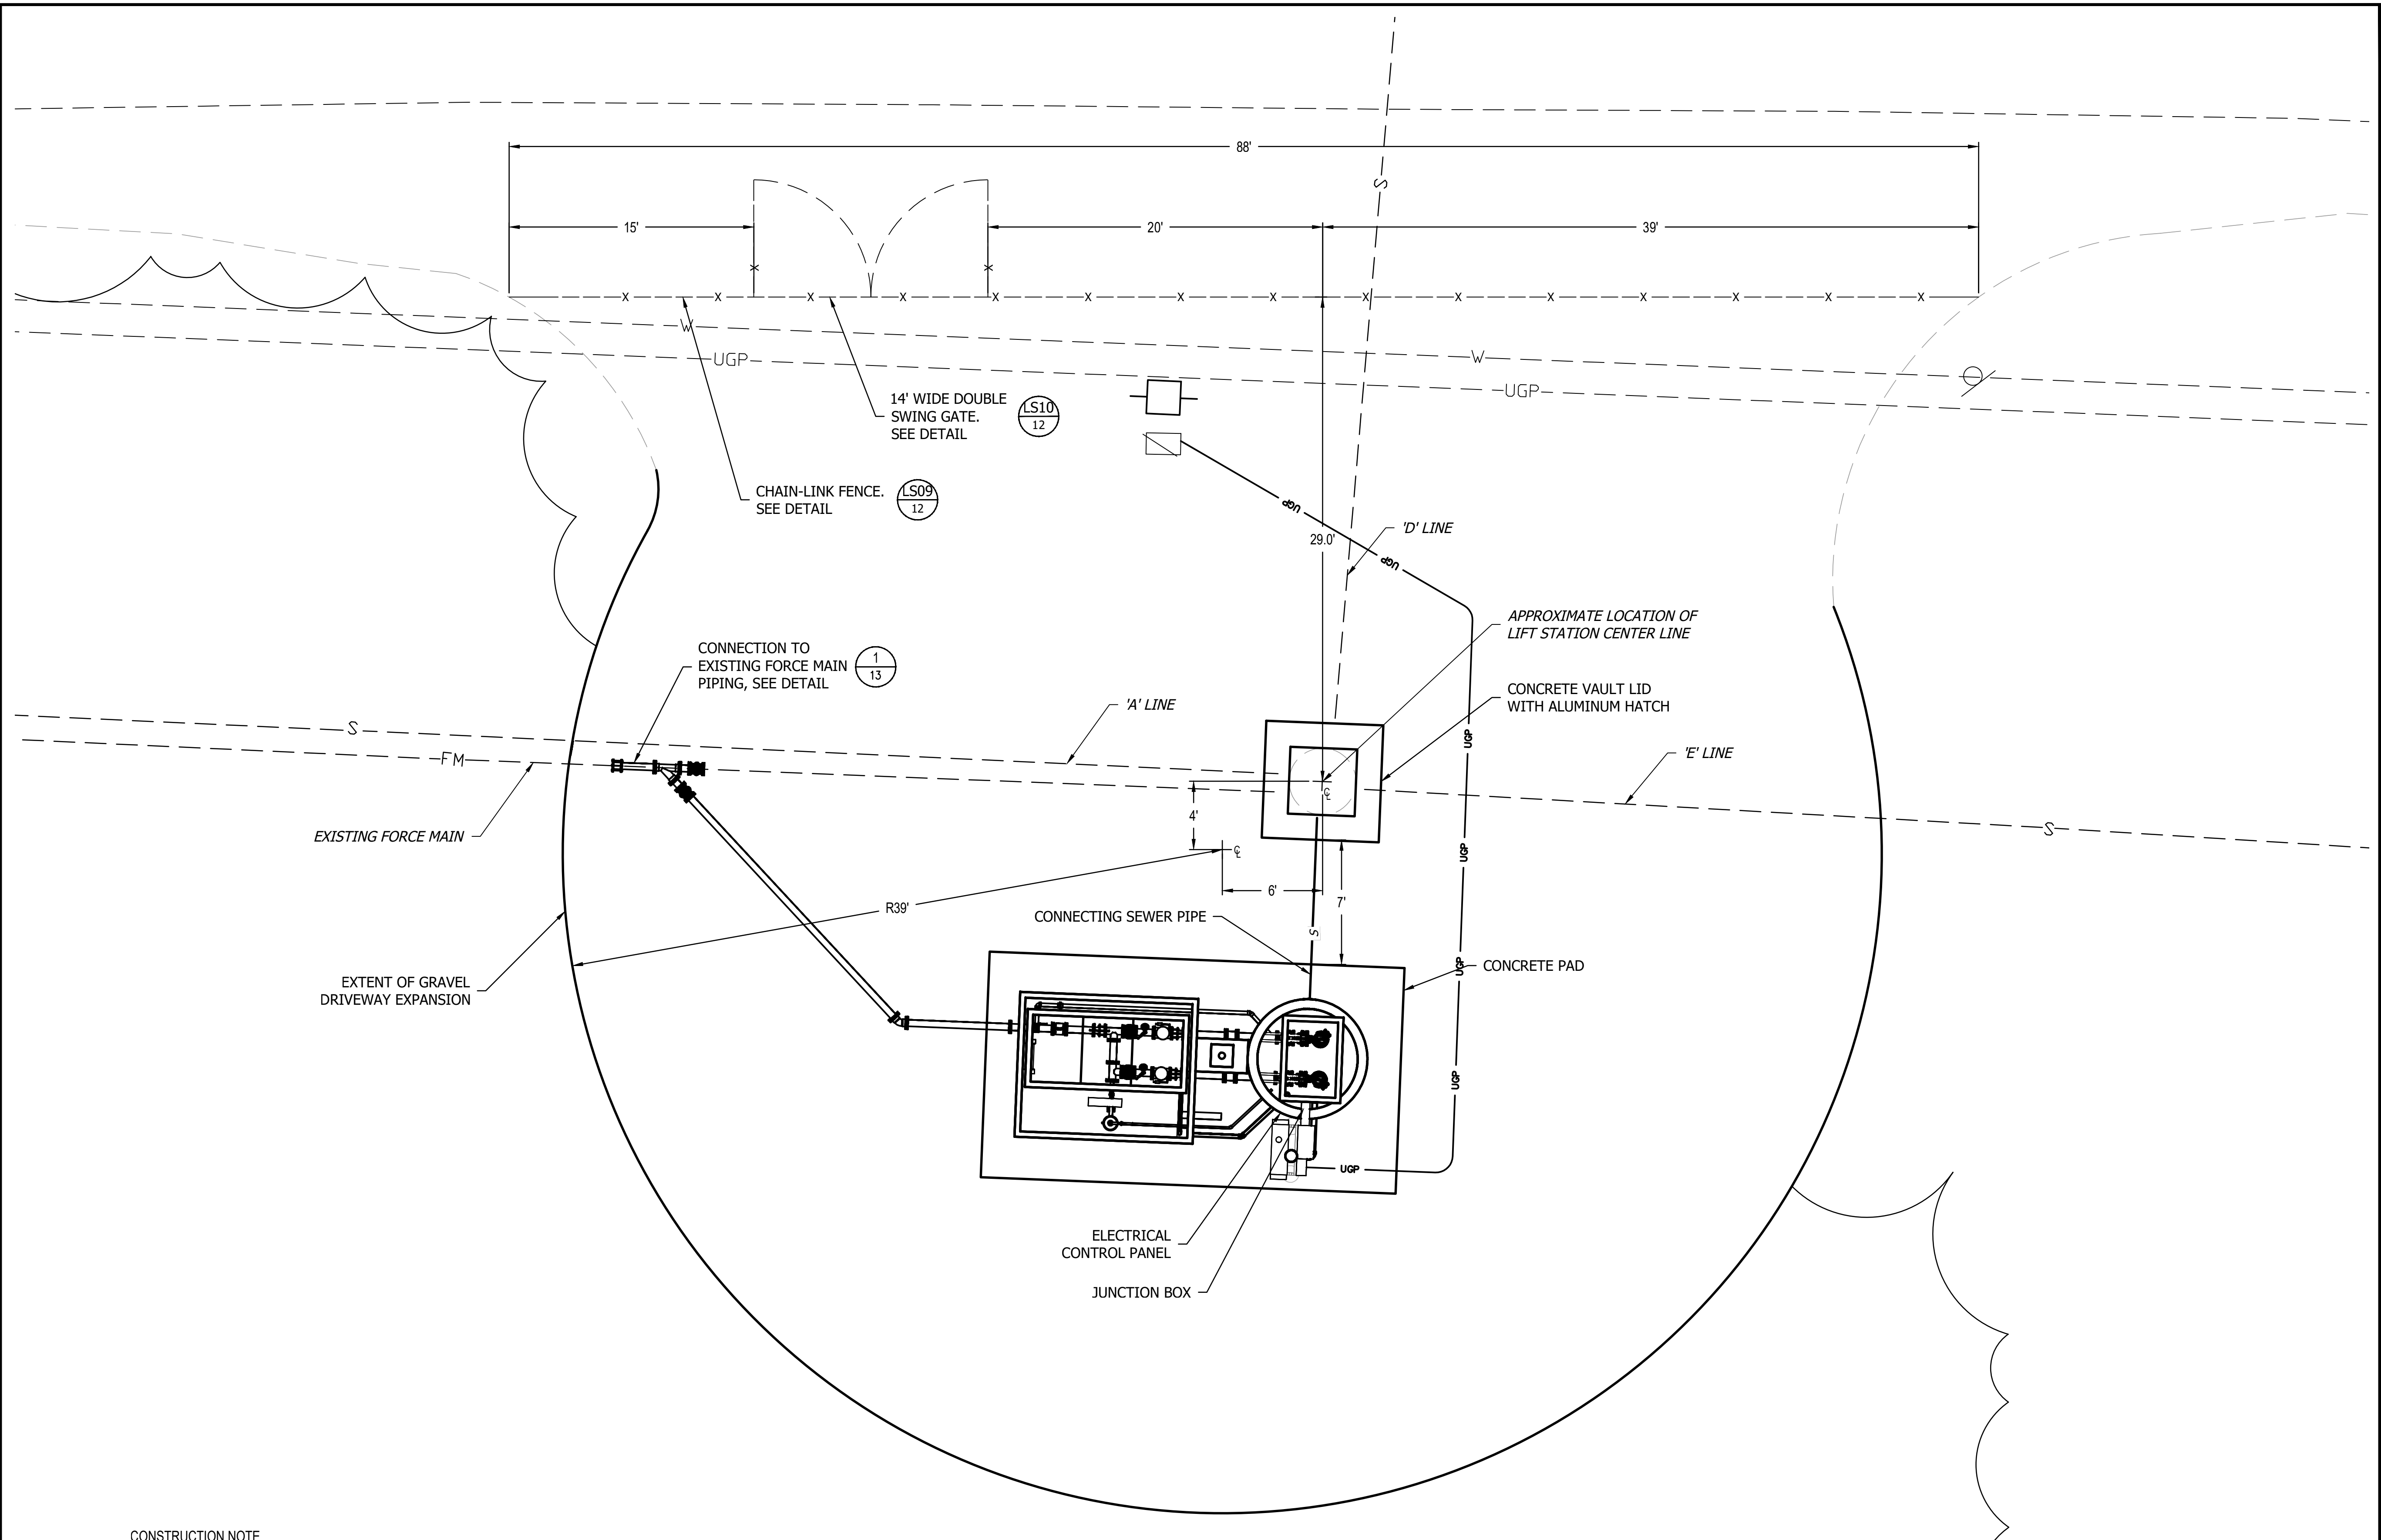 88'
S
15'
20'
39'
X
X
X X X X X X X X X X X X X X X
W
UGP
W
UGP
14' WIDE DOUBLE
SWING GATE.
SEE DETAIL
LS10
12
CHAIN-LINK FENCE.
SEE DETAIL
LS09
12
UGP
'D' LINE
29.0'
UGP
APPROXIMATE LOCATION OF
LIFT STATION CENTER LINE
CONNECTION TO
EXISTING FORCE MAIN
PIPING, SEE DETAIL
1
13
CONCRETE VAULT LID
WITH ALUMINUM HATCH
'A' LINE
S
UGP
FM
'E' LINE
CL
4'
EXISTING FORCE MAIN
S
CL
UGP
6'
7'
R39'
CONNECTING SEWER PIPE
S
CONCRETE PAD
UGP
EXTENT OF GRAVEL
DRIVEWAY EXPANSION
UGP
UGP
ELECTRICAL
CONTROL PANEL
JUNCTION BOX
CONSTRUCTION NOTE